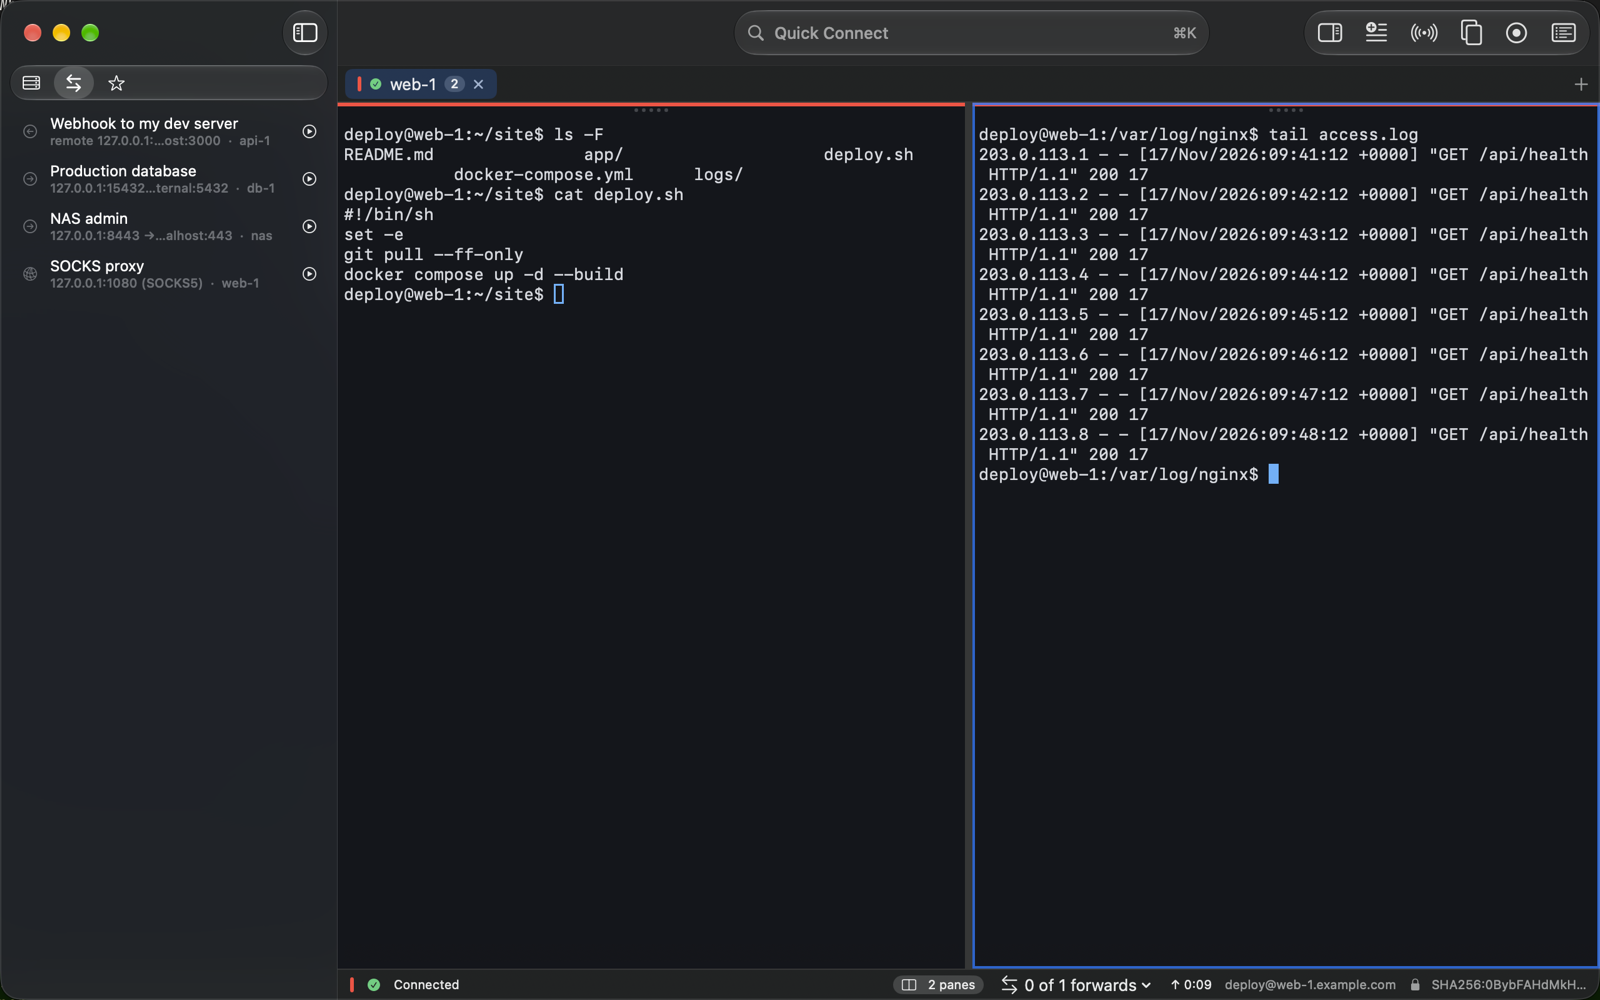 Quick Connect
⌘K
web-1 2
Webhook to my dev server
remote 127.0.0.1:...ost:3000 · api-1
Production database
127.0.0.1:15432...ternal:5432 · db-1
NAS admin
127.0.0.1:8443 →...alhost:443 · nas
SOCKS proxy
127.0.0.1:1080 (SOCKS5) · web-1
deploy@web-1:~/site$ ls -F
README.md app/ deploy.sh
docker-compose.yml logs/
deploy@web-1:~/site$ cat deploy.sh
#!/bin/sh
set -e
git pull --ff-only
docker compose up -d --build
deploy@web-1:~/site$
deploy@web-1:/var/log/nginx$ tail access.log
203.0.113.1 - - [17/Nov/2026:09:41:12 +0000] "GET /api/health
HTTP/1.1" 200 17
203.0.113.2 - - [17/Nov/2026:09:42:12 +0000] "GET /api/health
HTTP/1.1" 200 17
203.0.113.3 - - [17/Nov/2026:09:43:12 +0000] "GET /api/health
HTTP/1.1" 200 17
203.0.113.4 - - [17/Nov/2026:09:44:12 +0000] "GET /api/health
HTTP/1.1" 200 17
203.0.113.5 - - [17/Nov/2026:09:45:12 +0000] "GET /api/health
HTTP/1.1" 200 17
203.0.113.6 - - [17/Nov/2026:09:46:12 +0000] "GET /api/health
HTTP/1.1" 200 17
203.0.113.7 - - [17/Nov/2026:09:47:12 +0000] "GET /api/health
HTTP/1.1" 200 17
203.0.113.8 - - [17/Nov/2026:09:48:12 +0000] "GET /api/health
HTTP/1.1" 200 17
deploy@web-1:/var/log/nginx$
Connected
2 panes
0 of 1 forwards
↑ 0:09
deploy@web-1.example.com
SHA256:0BybFAHdMkH...